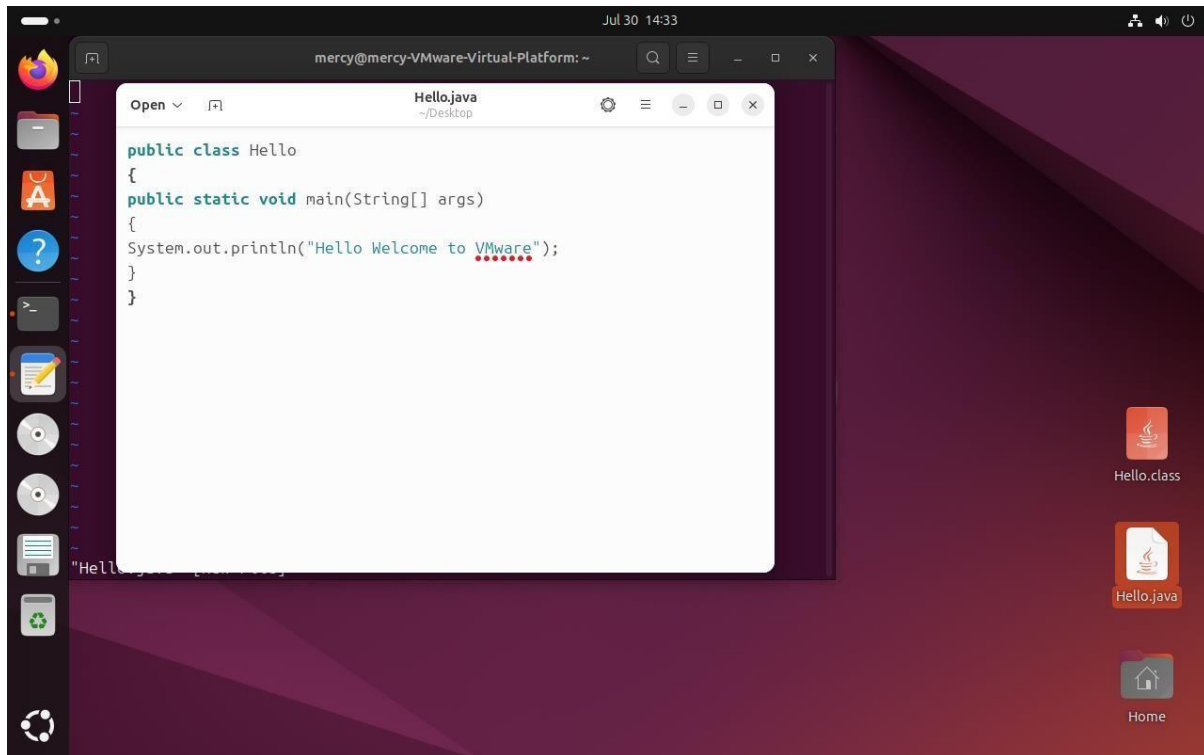 Jul 30 14:33
mercy@mercy-VMware-Virtual-Platform: ~
Open
Hello.java
~/Desktop
public class Hello
{
public static void main(String[] args)
{
System.out.println("Hello Welcome to VMware");
}
}
"Hell
Hello.class
Hello.java
Home